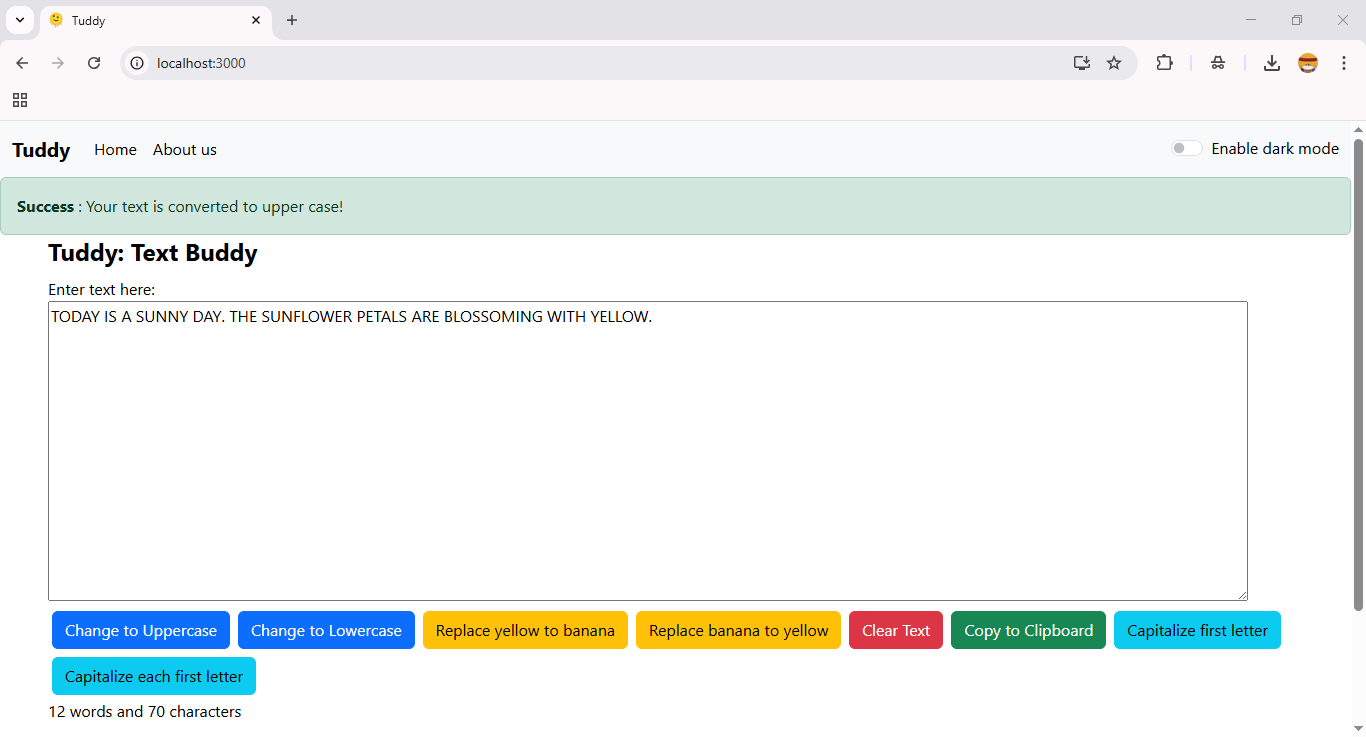 Tuddy
localhost:3000
Tuddy Home About us Enable dark mode
Success : Your text is converted to upper case!
Tuddy: Text Buddy
Enter text here:
TODAY IS A SUNNY DAY. THE SUNFLOWER PETALS ARE BLOSSOMING WITH YELLOW.
Change to Uppercase Change to Lowercase Replace yellow to banana Replace banana to yellow Clear Text Copy to Clipboard Capitalize first letter
Capitalize each first letter
12 words and 70 characters